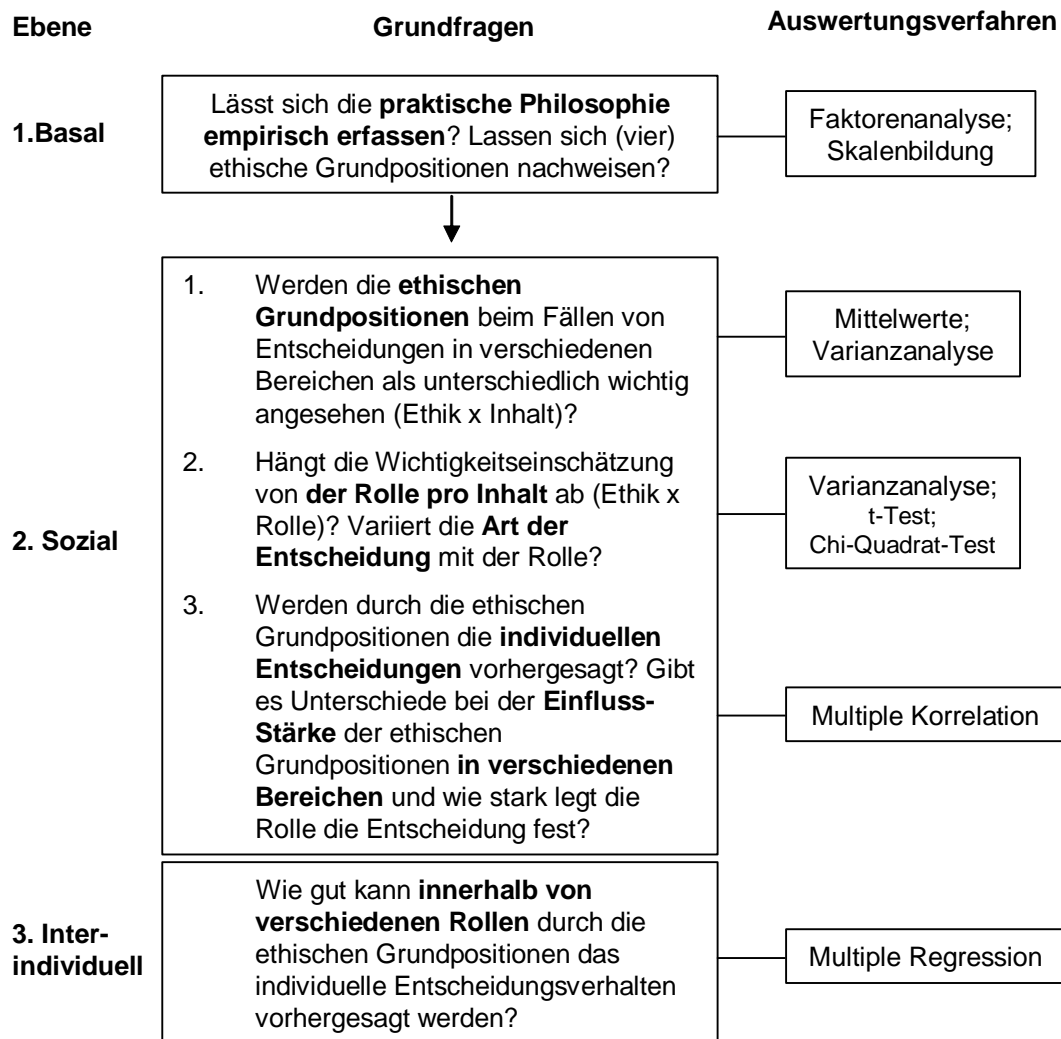 Ebene Grundfragen Auswertungsverfahren
1.Basal
Lässt sich die praktische Philosophie
empirisch erfassen? Lassen sich (vier)
ethische Grundpositionen nachweisen?
Faktorenanalyse;
Skalenbildung
2. Sozial
1. Werden die ethischen
Grundpositionen beim Fällen von
Entscheidungen in verschiedenen
Bereichen als unterschiedlich wichtig
angesehen (Ethik x Inhalt)?
Mittelwerte;
Varianzanalyse
2. Hängt die Wichtigkeitseinschätzung
von der Rolle pro Inhalt ab (Ethik x
Rolle)? Variiert die Art der
Entscheidung mit der Rolle?
Varianzanalyse;
t-Test;
Chi-Quadrat-Test
3. Werden durch die ethischen
Grundpositionen die individuellen
Entscheidungen vorhergesagt? Gibt
es Unterschiede bei der Einfluss-
Stärke der ethischen
Grundpositionen in verschiedenen
Bereichen und wie stark legt die
Rolle die Entscheidung fest?
Multiple Korrelation
3. Inter-
individuell
Wie gut kann innerhalb von
verschiedenen Rollen durch die
ethischen Grundpositionen das
individuelle Entscheidungsverhalten
vorhergesagt werden?
Multiple Regression